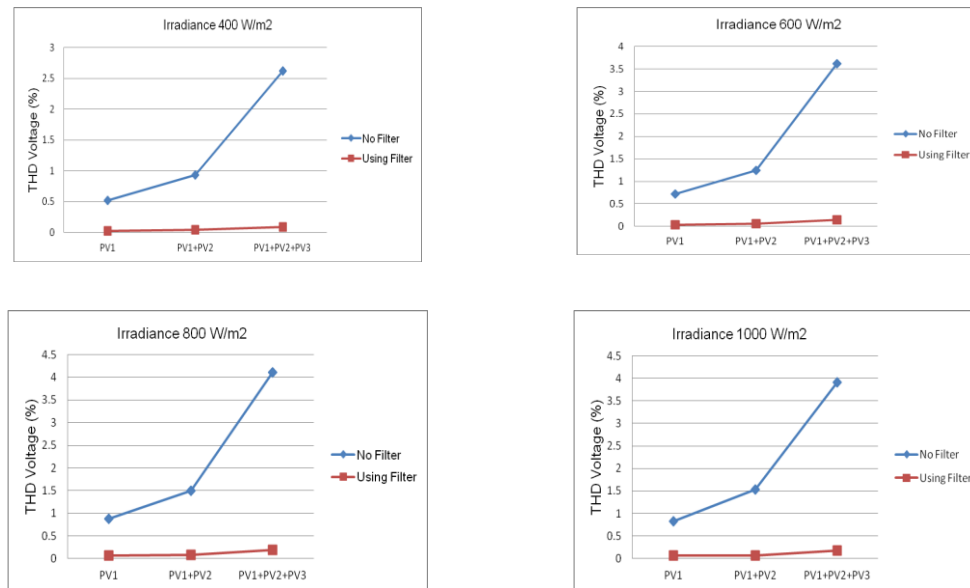 Irradiance 400 W/m2
THD Voltage (%)
3
2.5
2
1.5
1
0.5
0
PV1
PV1+PV2
PV1+PV2+PV3
No Filter
Using Filter
Irradiance 600 W/m2
THD Voltage (%)
4
3.5
3
2.5
2
1.5
1
0.5
0
PV1
PV1+PV2
PV1+PV2+PV3
No Filter
Using Filter
Irradiance 800 W/m2
THD Voltage (%)
4.5
4
3.5
3
2.5
2
1.5
1
0.5
0
PV1
PV1+PV2
PV1+PV2+PV3
No Filter
Using Filter
Irradiance 1000 W/m2
THD Voltage (%)
4.5
4
3.5
3
2.5
2
1.5
1
0.5
0
PV1
PV1+PV2
PV1+PV2+PV3
No Filter
Using Filter